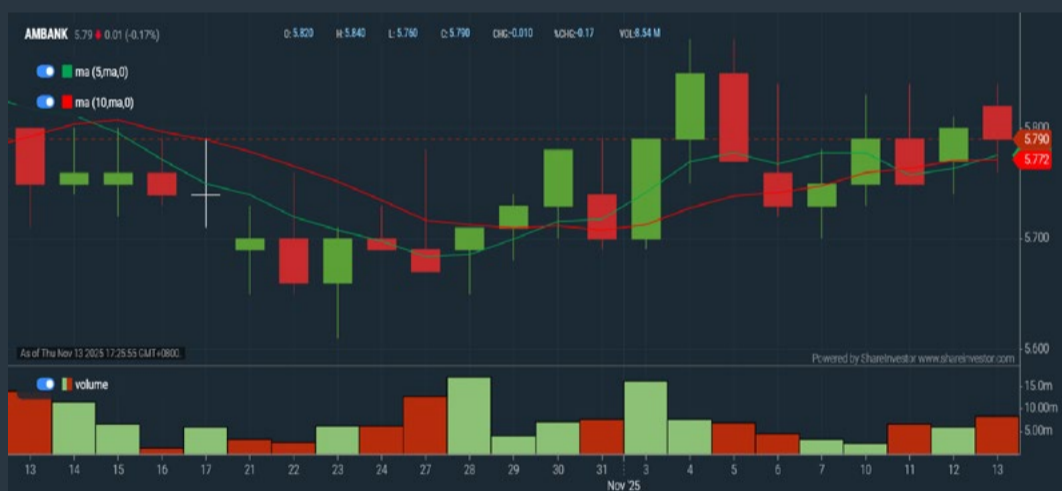 AMBANK 5.79 0.01 (-0.17%) O: 5.820 H: 5.840 L: 5.760 C: 5.790 CHG:-0.010 %CHG:-0.17 VOL:8.54 M
ma (5,ma,0)
ma (10,ma,0)
5.800
5.790
5.772
5.700
5.600
As of Thu Nov 13 2025 17:25:55 GMT+0800.
Powered by ShareInvestor www.shareinvestor.com
volume
15.0m
10.00m
5.00m
13 14 15 16 17 21 22 23 24 27 28 29 30 31 3 4 5 6 7 10 11 12 13
Nov '25